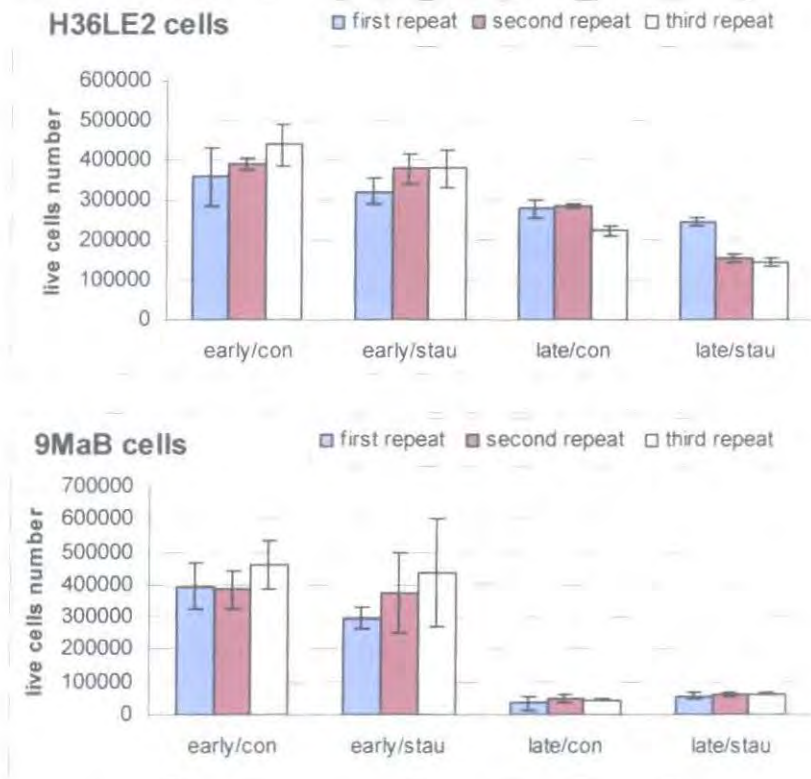 H36LE2 cells
first repeat second repeat third repeat
live cells number
600000
500000
400000
300000
200000
100000
0
early/con early/stau late/con late/stau
9MaB cells
first repeat second repeat third repeat
live cells number
700000
600000
500000
400000
300000
200000
100000
0
early/con early/stau late/con late/stau